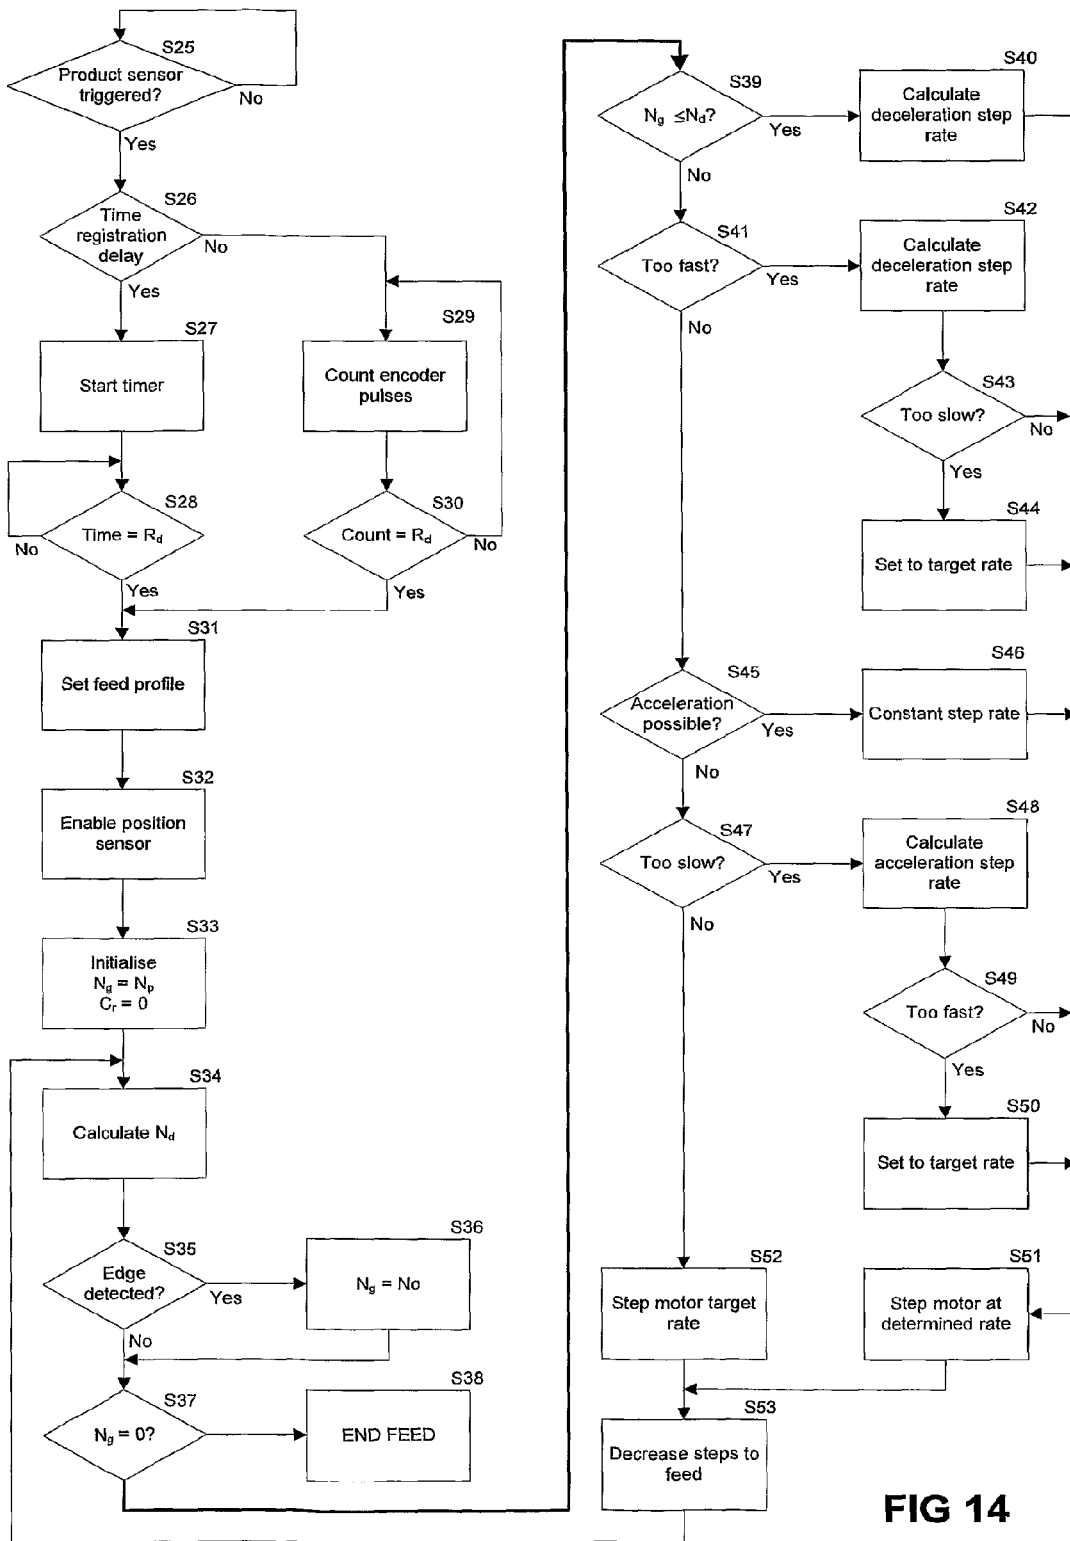 S25
Product sensor
triggered?
No
Yes
S26
Time
registration
delay
No
Yes
S27
Start timer
S29
Count encoder
pulses
S28
Time = Rd
No
Yes
S30
Count = Rd
No
Yes
S31
Set feed profile
S32
Enable position
sensor
S33
Initialise
Ng = Np
Cr = 0
S34
Calculate Nd
S35
Edge
detected?
Yes
No
S36
Ng = No
S37
Ng = 0?
S38
END FEED
S39
Ng ≤Nd?
Yes
No
S40
Calculate
deceleration step
rate
S41
Too fast?
Yes
No
S42
Calculate
deceleration step
rate
S43
Too slow?
No
Yes
S44
Set to target rate
S45
Acceleration
possible?
Yes
No
S46
Constant step rate
S47
Too slow?
Yes
No
S48
Calculate
acceleration step
rate
S49
Too fast?
No
Yes
S50
Set to target rate
S52
Step motor target
rate
S51
Step motor at
determined rate
S53
Decrease steps to
feed
FIG 14